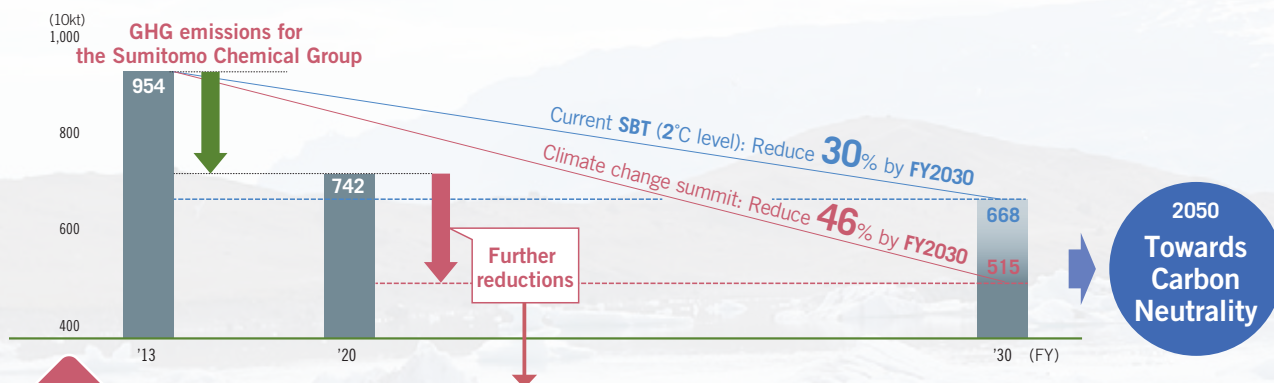 (10kt)
1,000
GHG emissions for
the Sumitomo Chemical Group
954
800
Current SBT (2°C level): Reduce 30% by FY2030
Climate change summit: Reduce 46% by FY2030
742
600
668
515
Further
reductions
2050
Towards
Carbon
Neutrality
400
'13
'20
'30 (FY)